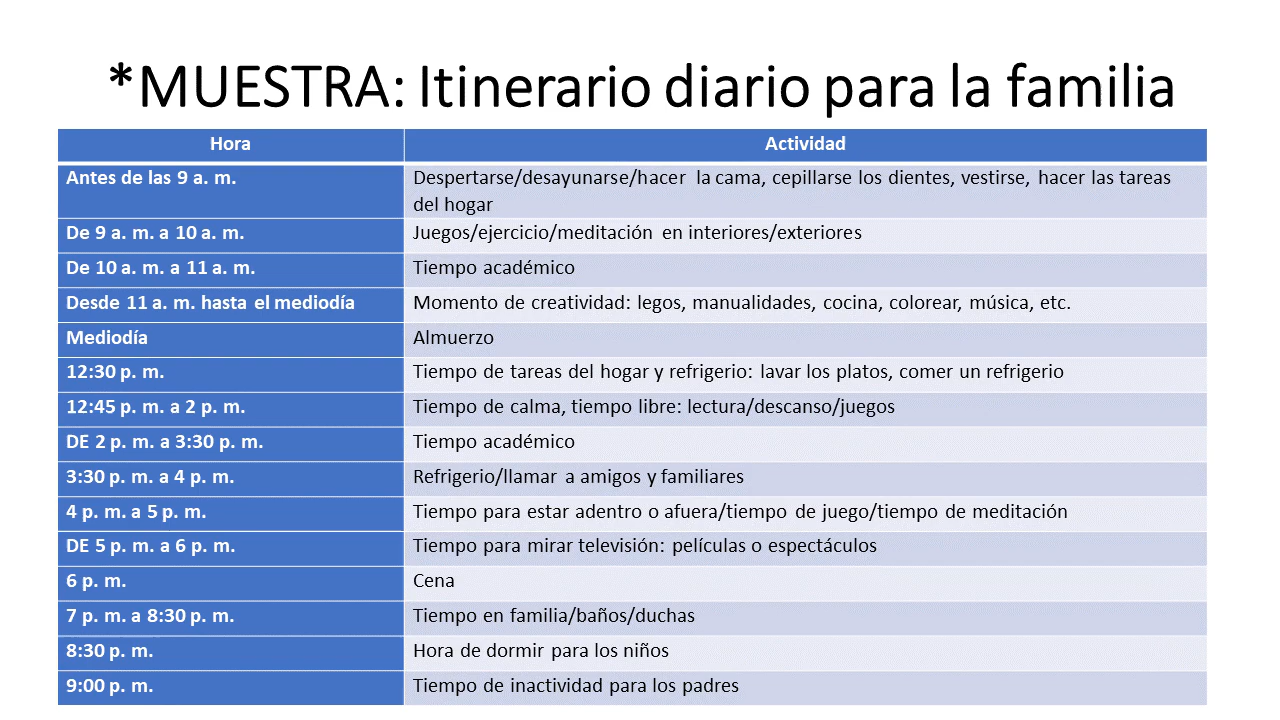 *MUESTRA: Itinerario diario para la familia
Hora Actividad
Antes de las 9 a. m. Despertarse/desayunarse/hacer la cama, cepillarse los dientes, vestirse, hacer las tareas
del hogar
De 9 a. m. a 10 a. m. Juegos/ejercicio/meditación en interiores/exteriores
De 10 a. m. a 11 a. m. Tiempo académico
Desde 11 a. m. hasta el mediodía Momento de creatividad: legos, manualidades, cocina, colorear, música, etc.
Mediodía Almuerzo
12:30 p. m. Tiempo de tareas del hogar y refrigerio: lavar los platos, comer un refrigerio
12:45 p. m. a 2 p. m. Tiempo de calma, tiempo libre: lectura/descanso/juegos
DE 2 p. m. a 3:30 p. m. Tiempo académico
3:30 p. m. a 4 p. m. Refrigerio/llamar a amigos y familiares
4 p. m. a 5 p. m. Tiempo para estar adentro o afuera/tiempo de juego/tiempo de meditación
DE 5 p. m. a 6 p. m. Tiempo para mirar televisión: películas o espectáculos
6 p. m. Cena
7 p. m. a 8:30 p. m. Tiempo en familia/baños/duchas
8:30 p. m. Hora de dormir para los niños
9:00 p. m. Tiempo de inactividad para los padres